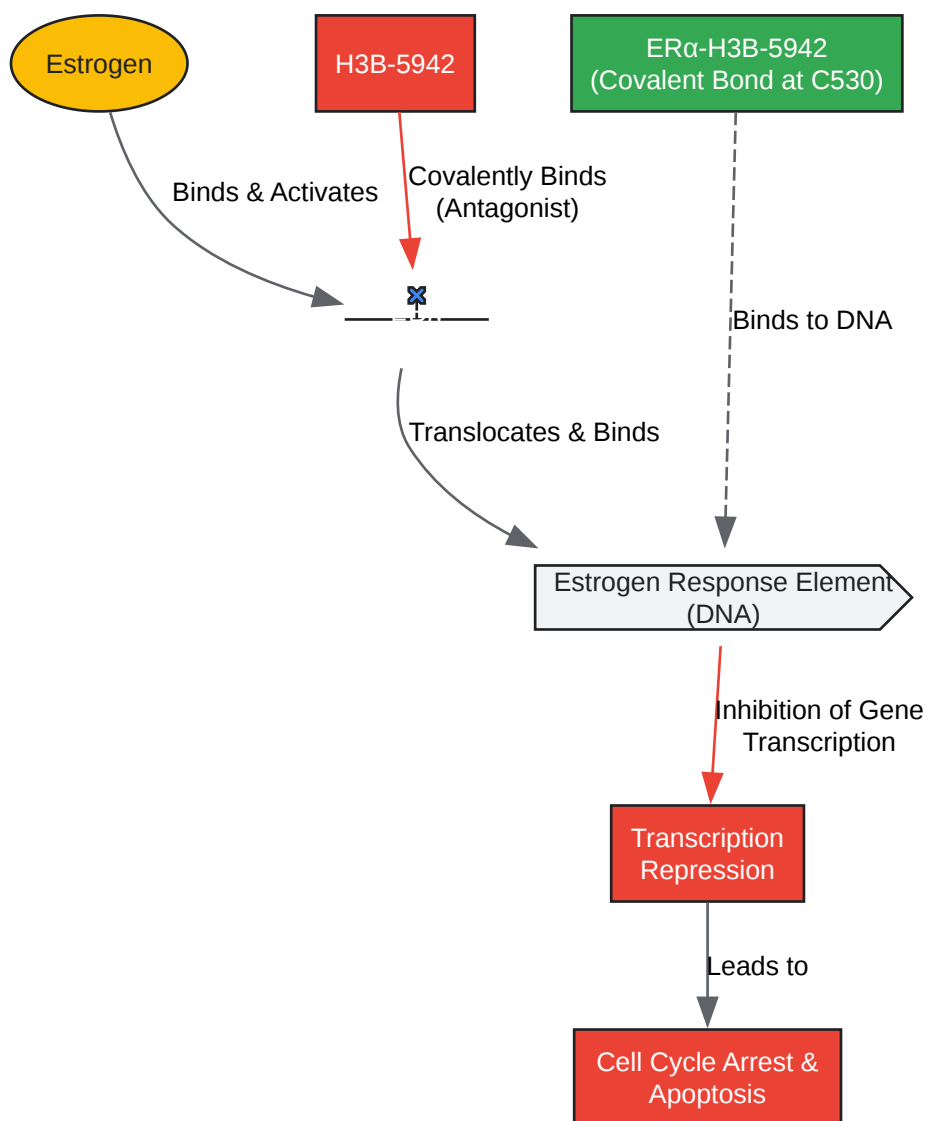 Estrogen
H3B-5942
ERα-H3B-5942
(Covalent Bond at C530)
Binds & Activates
Covalently Binds
(Antagonist)
Binds to DNA
Translocates & Binds
Estrogen Response Element
(DNA)
Inhibition of Gene
Transcription
Transcription
Repression
Leads to
Cell Cycle Arrest &
Apoptosis